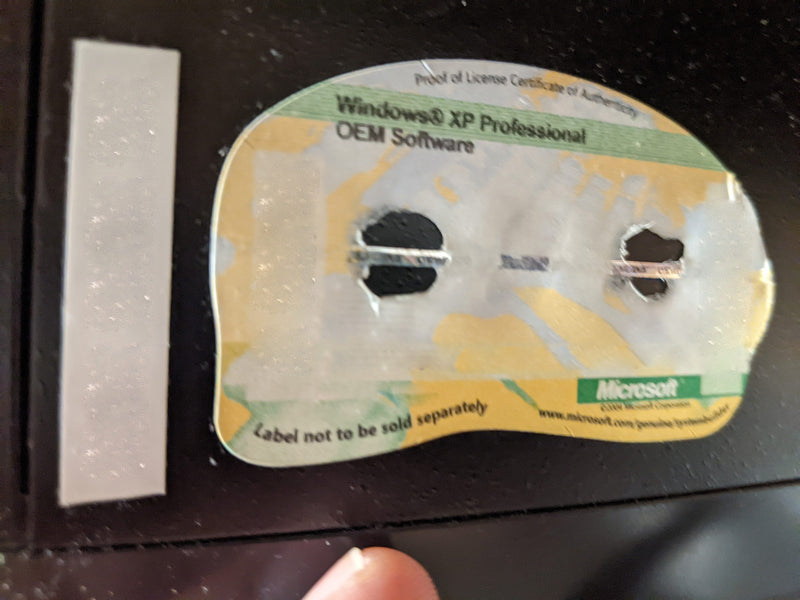 Proof of License Certificate of Authenticity
Windows® XP Professional
OEM Software
Microsoft
Label not to be sold separately
www.microsoft.com/genuine/